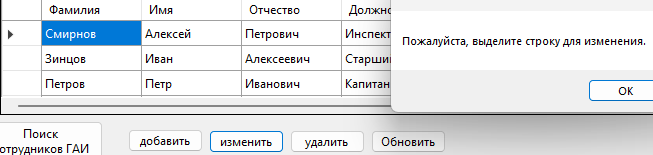 Фамилия Имя Отчество Должно
Смирнов Алексей Петрович Инспект
Зинцов Иван Алексеевич Старши
Петров Петр Иванович Капитан
Пожалуйста, выделите строку для изменения.
OK
Поиск
отрудников ГАИ
добавить изменить удалить Обновить